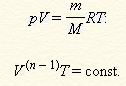 pV = m/M RT:
V^(n − 1)T = const.